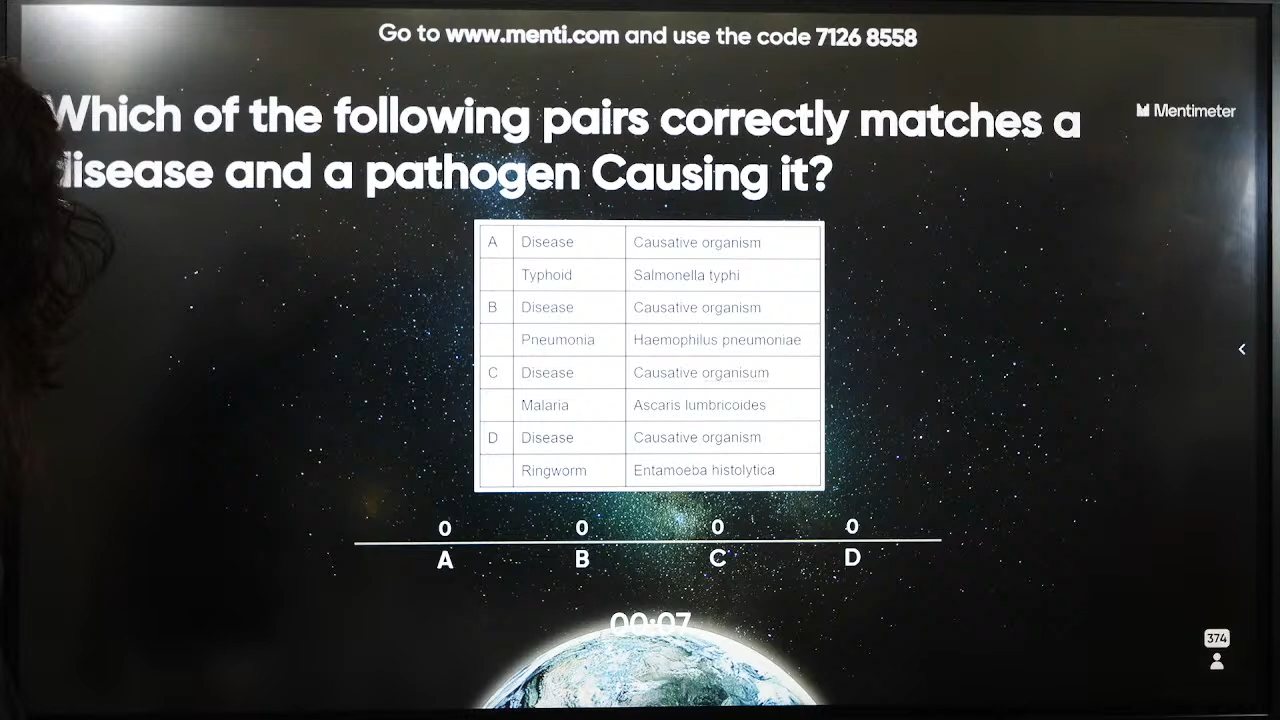 Go to www.menti.com and use the code 7126 8558
Which of the following pairs correctly matches a
disease and a pathogen Causing it?
Mentimeter
A Disease Causative organism
Typhoid Salmonella typhi
B Disease Causative organism
Pneumonia Haemophilus pneumoniae
C Disease Causative organisum
Malaria Ascaris lumbricoides
D Disease Causative organism
Ringworm Entamoeba histolytica
0 0 0 0
A B C D
00:07
374